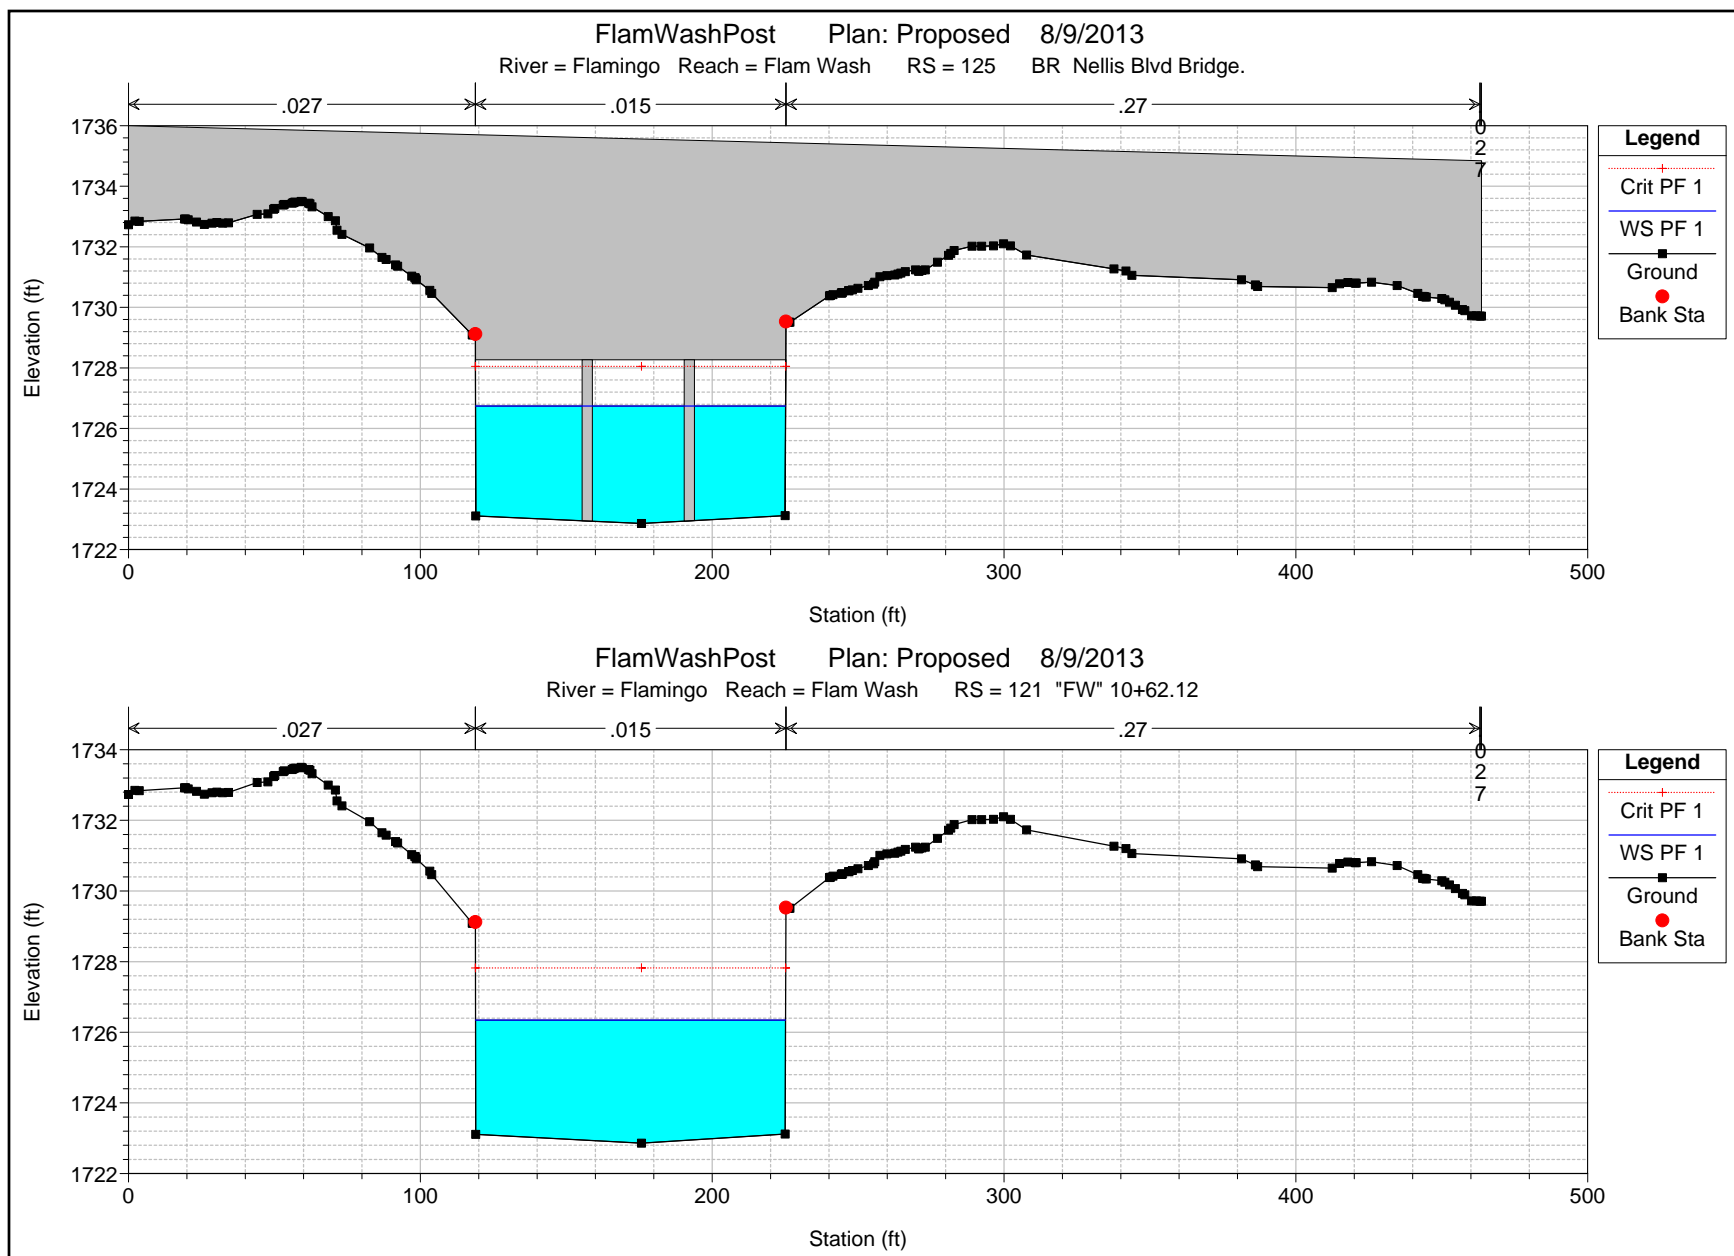 FlamWashPost Plan: Proposed 8/9/2013
River = Flamingo Reach = Flam Wash RS = 125 BR Nellis Blvd Bridge.
.027 .015 .27
0
2
7
1736
1734
1732
1730
1728
1726
1724
1722
Elevation (ft)
0 100 200 300 400 500
Station (ft)
Legend
Crit PF 1
WS PF 1
Ground
Bank Sta
FlamWashPost Plan: Proposed 8/9/2013
River = Flamingo Reach = Flam Wash RS = 121 "FW" 10+62.12
.027 .015 .27
0
2
7
1734
1732
1730
1728
1726
1724
1722
Elevation (ft)
0 100 200 300 400 500
Station (ft)
Legend
Crit PF 1
WS PF 1
Ground
Bank Sta